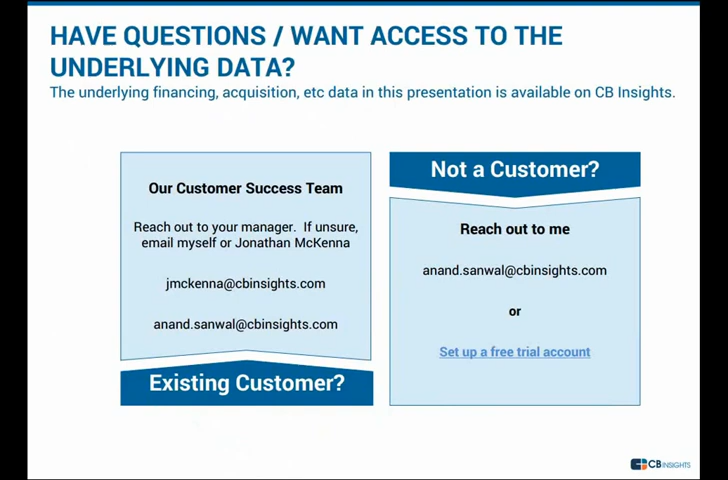 HAVE QUESTIONS / WANT ACCESS TO THE
UNDERLYING DATA?
The underlying financing, acquisition, etc data in this presentation is available on CB Insights.
Our Customer Success Team
Reach out to your manager. If unsure,
email myself or Jonathan McKenna
jmckenna@cbinsights.com
anand.sanwal@cbinsights.com
Existing Customer?
Not a Customer?
Reach out to me
anand.sanwal@cbinsights.com
or
Set up a free trial account
CBINSIGHTS